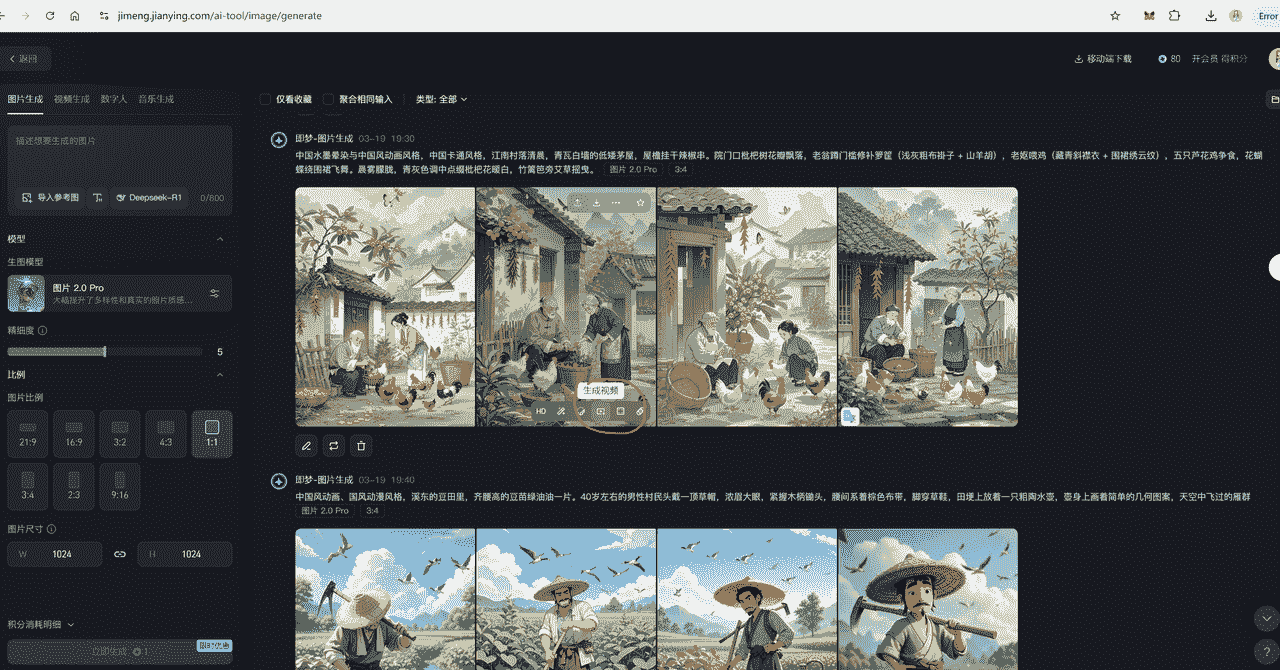 jimeng.jianying.com/ai-tool/image/generate
Error
返回
移动端下载
80
开会员 得积分
图片生成 视频生成 数字人 音乐生成
仅看收藏
聚合相同输入
类型: 全部
描述想要生成的图片
导入参考图
Deepseek-R1
0/800
模型
生图模型
图片 2.0 Pro
大幅提升了多样性和真实的照片质感...
精细度
5
比例
图片比例
21:9
16:9
3:2
4:3
1:1
3:4
2:3
9:16
图片尺寸
W 1024
H 1024
积分消耗明细
限时优惠
立即生成 1
即梦-图片生成 03-19 19:30
中国水墨晕染与中国风动画风格，中国卡通风格，江南村落清晨，青瓦白墙的低矮茅屋，屋檐挂干辣椒串。院门口枇杷树花瓣飘落，老翁蹲门槛修补箩筐（浅灰粗布褂子 + 山羊胡），老妪喂鸡（藏青斜襟衣 + 围裙绣云纹），五只芦花鸡争食，花蝴
蝶绕围裙飞舞。晨雾朦胧，青灰色调中点缀枇杷花暖白，竹篱笆旁艾草摇曳。 图片 2.0 Pro 3:4
生成视频
HD
即梦-图片生成 03-19 19:40
中国风动画、国风动漫风格，溪东的豆田里，齐腰高的豆苗绿油油一片。40岁左右的男性村民头戴一顶草帽，浓眉大眼，紧握木柄锄头，腰间系着棕色布带，脚穿草鞋，田埂上放着一只粗陶水壶，壶身上画着简单的几何图案，天空中飞过的雁群
图片 2.0 Pro 3:4